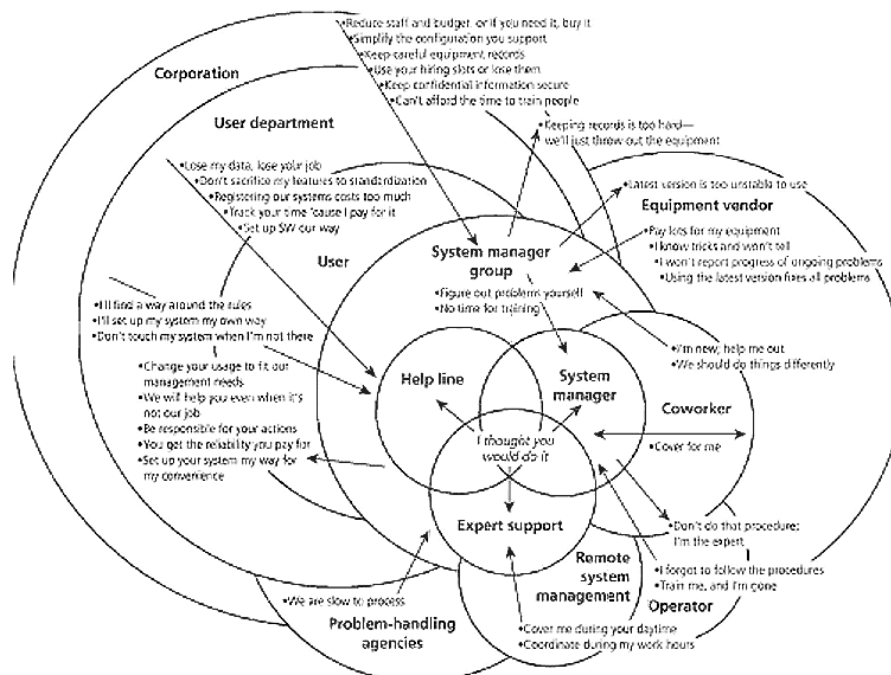 •Reduce staff and budget, or if you need it, buy it
•Simplify the configuration you support
•Keep careful equipment records
•Use your hiring slots or lose them
•Keep confidential information secure
•Can't afford the time to train people
Corporation
•Keeping records is too hard—
we'll just throw out the equipment
User department
•Lose my data, lose your job
•Don't sacrifice my features to standardization
•Registering our systems costs too much
•Track your time 'cause I pay for it
•Set up SW our way
•Latest version is too unstable to use
Equipment vendor
•Pay lots for my equipment
•I know tricks and won't tell
•I won't report progress of ongoing problems
•Using the latest version fixes all problems
User
System manager
group
•Figure out problems yourself
•No time for training
•I'll find a way around the rules
•I'll set up my system my own way
•Don't touch my system when I'm not there
•I'm new; help me out
•We should do things differently
•Change your usage to fit our
management needs
•We will help you even when it's
not our job
•Be responsible for your actions
•You get the reliability you pay for
•Set up your system my way for
my convenience
Help line
System
manager
Coworker
•Cover for me
I thought you
would do it
Expert support
•Don't do that procedure;
I'm the expert
•I forgot to follow the procedures
•Train me, and I'm gone
Remote
system
management
Operator
•We are slow to process
Problem-handling
agencies
•Cover me during your daytime
•Coordinate during my work hours